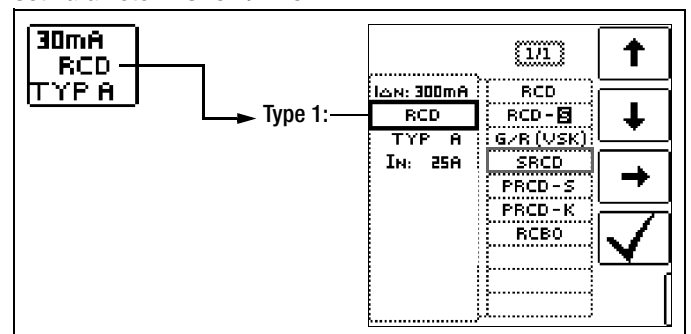 30mA
RCD
TYP A
Type 1:
1/1
I∆N: 300mA
RCD
TYP A
IN: 25A
RCD
RCD-S
G/R (VSK)
SRCD
PRCD-S
PRCD-K
RCBO